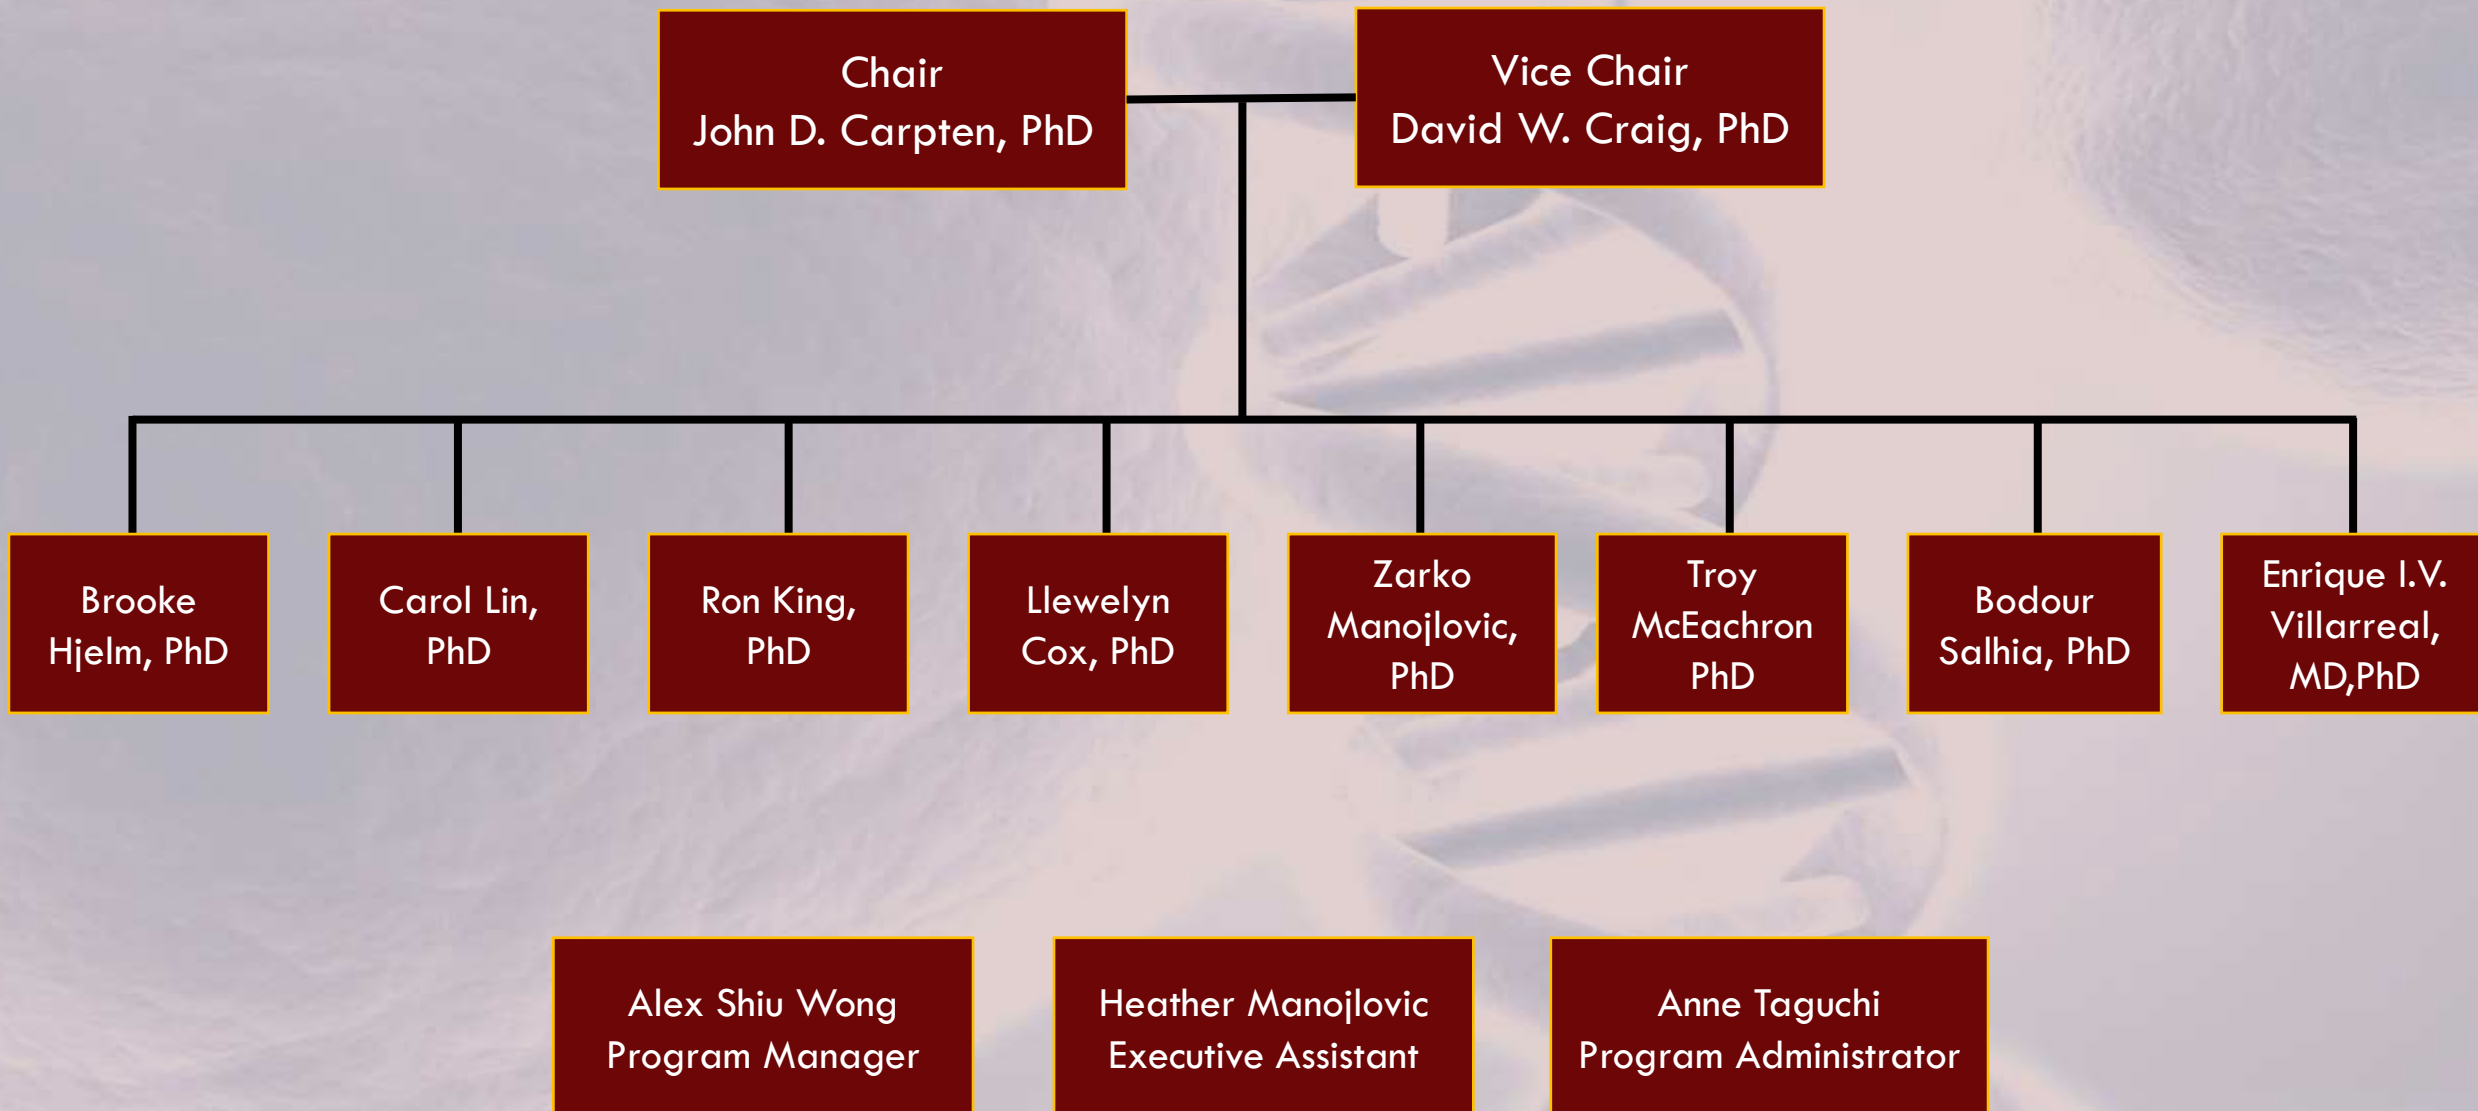 Chair
John D. Carpten, PhD
Vice Chair
David W. Craig, PhD
Brooke
Hjelm, PhD
Carol Lin,
PhD
Ron King,
PhD
Llewelyn
Cox, PhD
Zarko
Manojlovic,
PhD
Troy
McEachron
PhD
Bodour
Salhia, PhD
Enrique I.V.
Villarreal,
MD,PhD
Alex Shiu Wong
Program Manager
Heather Manojlovic
Executive Assistant
Anne Taguchi
Program Administrator